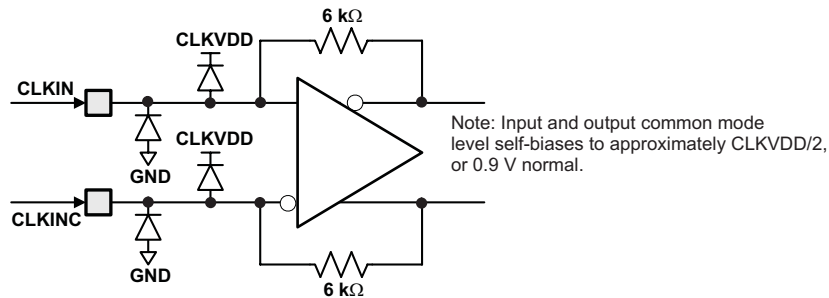 6 kΩ
CLKVDD
CLKIN
CLKVDD
GND
Note: Input and output common mode
level self-biases to approximately CLKVDD/2,
or 0.9 V normal.
CLKINC
GND
6 kΩ